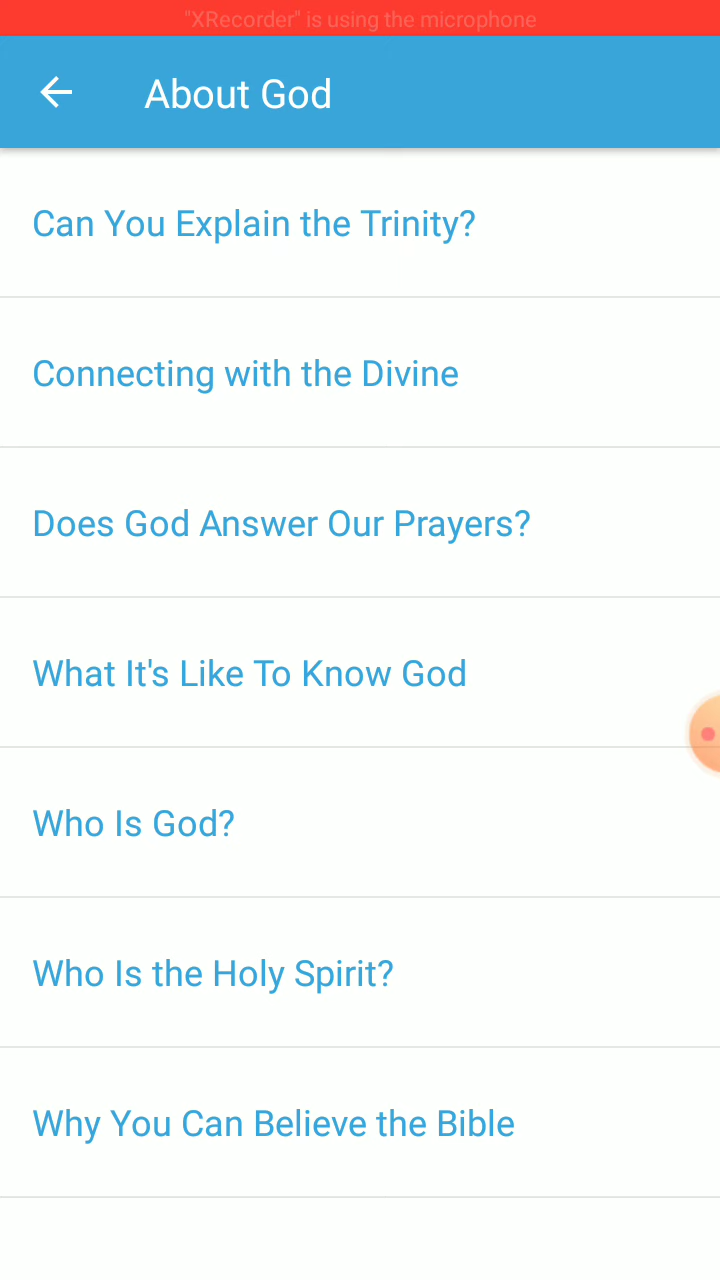 "XRecorder" is using the microphone
About God
Can You Explain the Trinity?
Connecting with the Divine
Does God Answer Our Prayers?
What It's Like To Know God
Who Is God?
Who Is the Holy Spirit?
Why You Can Believe the Bible